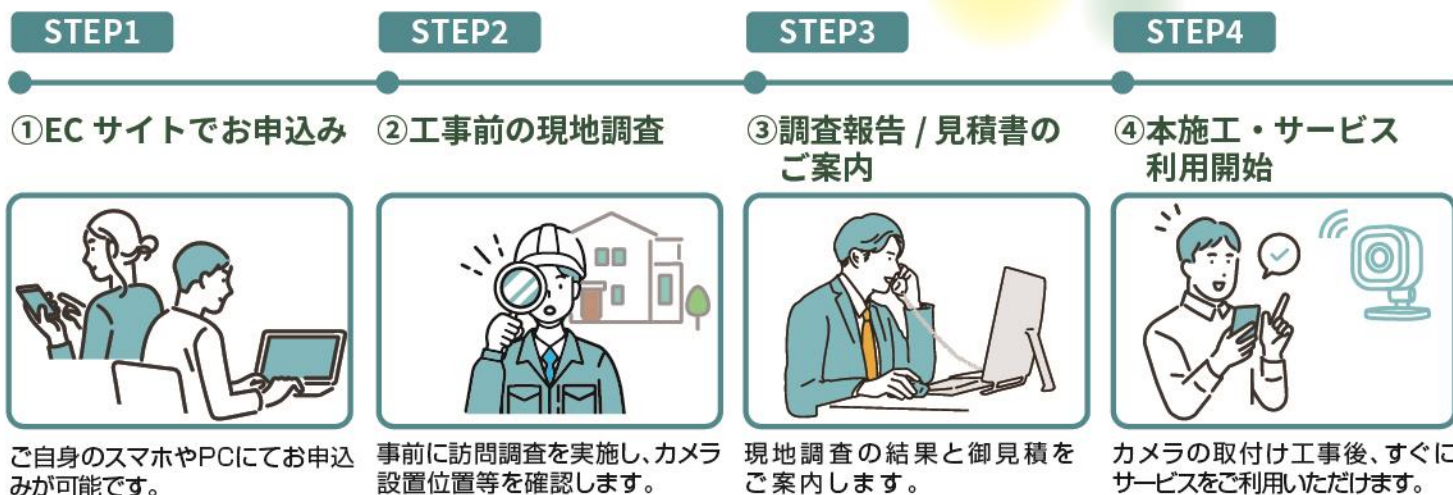 STEP1
①EC サイトでお申込み
ご自身のスマホやPCにてお申込
みが可能です。
STEP2
②工事前の現地調査
事前に訪問調査を実施し、カメラ
設置位置等を確認します。
STEP3
③調査報告 / 見積書の
ご案内
現地調査の結果と御見積を
ご案内します。
STEP4
④本施工・サービス
利用開始
カメラの取付け工事後、すぐに
サービスをご利用いただけます。